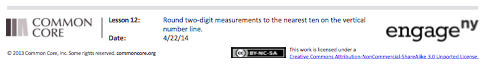 COMMON
CORE
Lesson 12: Round two-digit measurements to the nearest ten on the vertical
number line.
Date: 4/22/14
engage ny
© 2013 Common Core, Inc. Some rights reserved. commoncore.org
CC BY-NC-SA
This work is licensed under a
Creative Commons Attribution-NonCommercial-ShareAlike 3.0 Unported License.